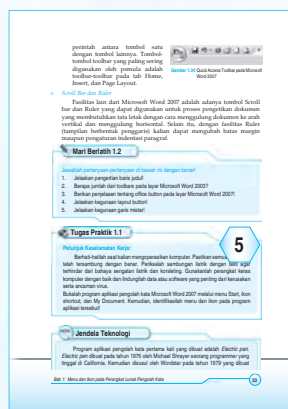 perintah antara tombol satu
dengan tombol lainnya. Tombol-
tombol toolbar yang paling sering
digunakan oleh pemula adalah
toolbar-toolbar pada tab Home,
Insert, dan Page Layout.
Gambar 1.24 Quick Access Toolbar pada Microsoft
Word 2007
Scroll Bar dan Ruler
Fasilitas lain dari Microsoft Word 2007 adalah adanya tombol Scroll
bar dan Ruler yang dapat digunakan untuk proses pengetikan dokumen
yang membutuhkan tata letak dengan cara menggulung dokumen ke arah
vertikal dan menggulung horisontal. Selain itu, dengan fasilitas Ruler
(tampilan berbentuk penggaris) kalian dapat mengubah batas margin
maupun pengaturan indentasi paragraf.
Mari Berlatih 1.2
Jawablah pertanyaan-pertanyaan di bawah ini dengan benar!
1. Jelaskan pengertian baris judul!
2. Berapa jumlah dari toolbars pada layar Microsoft Word 2003?
3. Berikan penjelasan tentang office button pada layar Microsoft Word 2007!
4. Jelaskan kegunaan layout button!
5. Jelaskan kegunaan garis mistar!
Tugas Praktik 1.1
5
Petunjuk Keselamatan Kerja:
Berhati-hatilah saat kalian mengoperasikan komputer. Pastikan semua
telah tersambung dengan benar. Periksalah sambungan listrik dengan baik agar
terhindar dari bahaya sengatan listrik dan korsleting. Gunakanlah perangkat keras
komputer dengan baik dan lindungilah data atau software yang penting dari kerusakan
serta ancaman virus.
Bukalah program aplikasi pengolah kata Microsoft Word 2007 melalui menu Start, ikon
shortcut, dan My Document. Kemudian, identifikasilah menu dan ikon pada program
aplikasi tersebut!
Jendela Teknologi
Program aplikasi pengolah kata pertama kali yang dibuat adalah Electric pen.
Electric pen dibuat pada tahun 1976 oleh Michael Shrayer seorang programmer yang
tinggal di California. Kemudian disusul oleh Wordstar pada tahun 1979 yang dibuat
Bab 1 Menu dan Ikon pada Perangkat Lunak Pengolah Kata
23